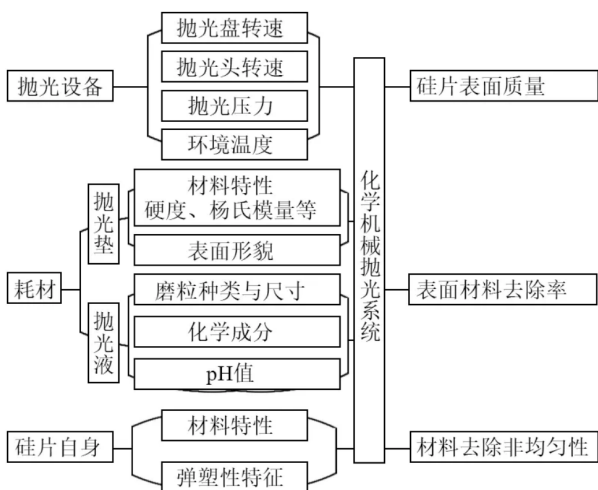 抛光设备
抛光盘转速
抛光头转速
抛光压力
环境温度
耗材
抛光垫
材料特性
硬度、杨氏模量等
表面形貌
抛光液
磨粒种类与尺寸
化学成分
pH值
硅片自身
材料特性
弹塑性特征
化学机械抛光系统
硅片表面质量
表面材料去除率
材料去除非均匀性